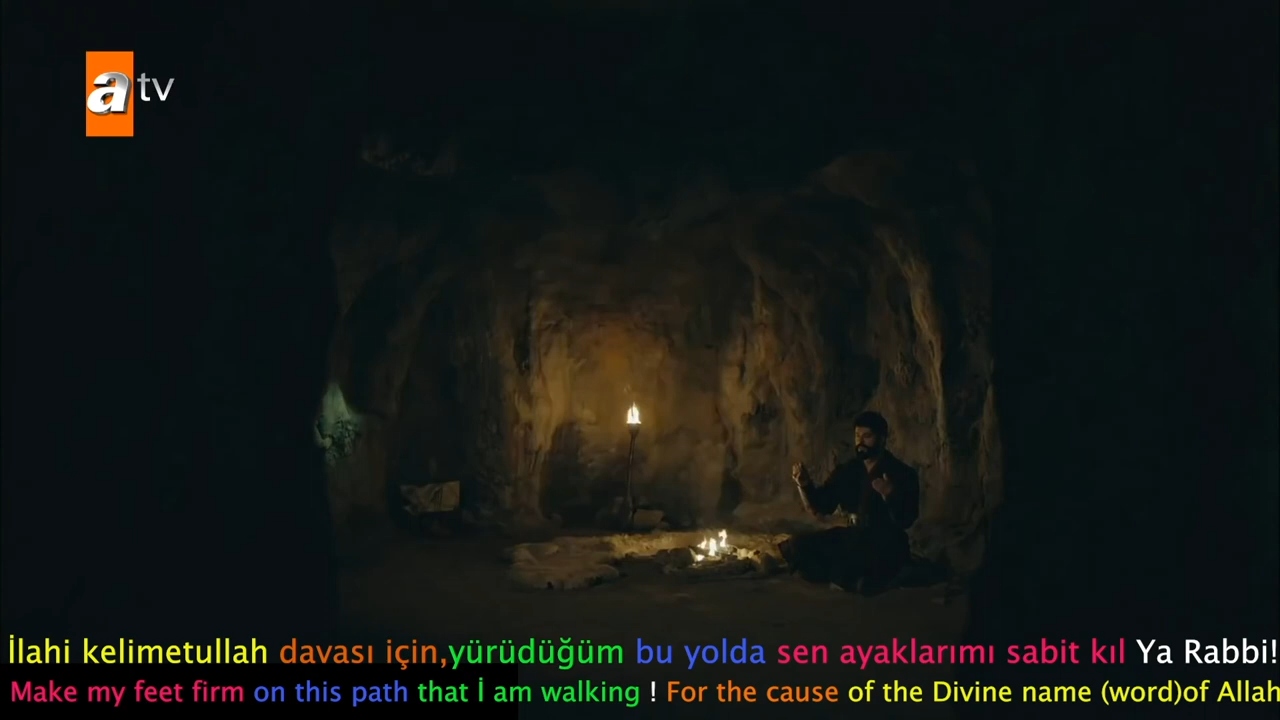 a tv
İlahi kelimetullah davası için,yürüdüğüm bu yolda sen ayaklarımı sabit kıl Ya Rabbi!
Make my feet firm on this path that İ am walking ! For the cause of the Divine name (word)of Allah